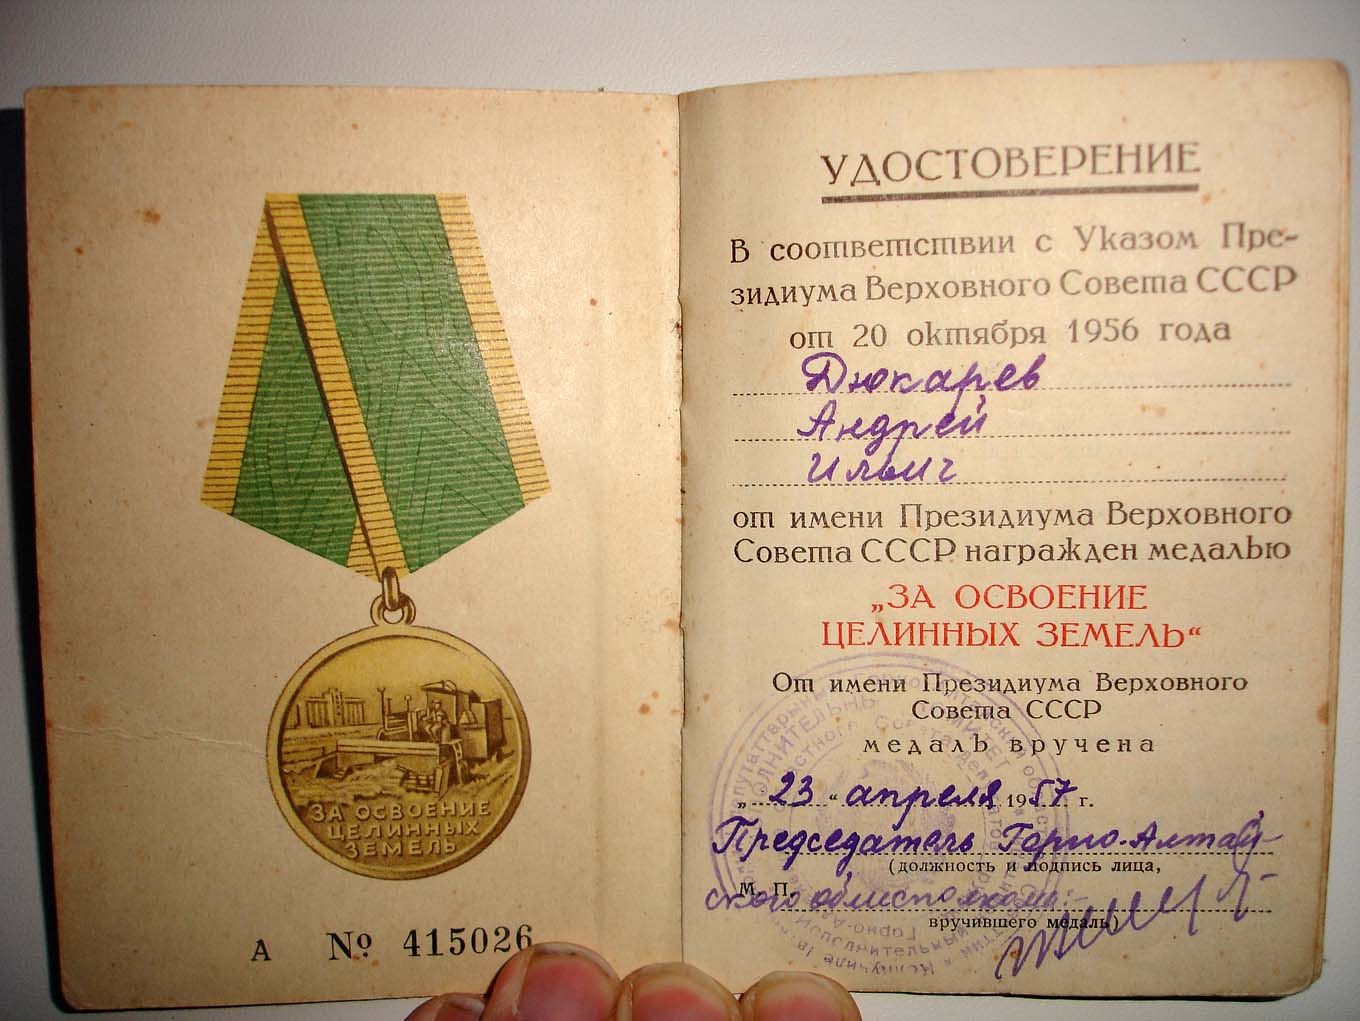 ЗА ОСВОЕНИЕ
ЦЕЛИННЫХ
ЗЕМЕЛЬ
А № 415026
УДОСТОВЕРЕНИЕ
В соответствии с Указом Пре-
зидиума Верховного Совета СССР
от 20 октября 1956 года
Дюкарев
Андрей
Ильич
от имени Президиума Верховного
Совета СССР награжден медалью
„ЗА ОСВОЕНИЕ
ЦЕЛИННЫХ ЗЕМЕЛЬ“
От имени Президиума Верховного
Совета СССР
медаль вручена
„ 23 “ апреля 1957 г.
Председатель Горно-Алтай-
(должность и подпись лица,
М. П.
ского облисполкома:-
вручившего медаль)